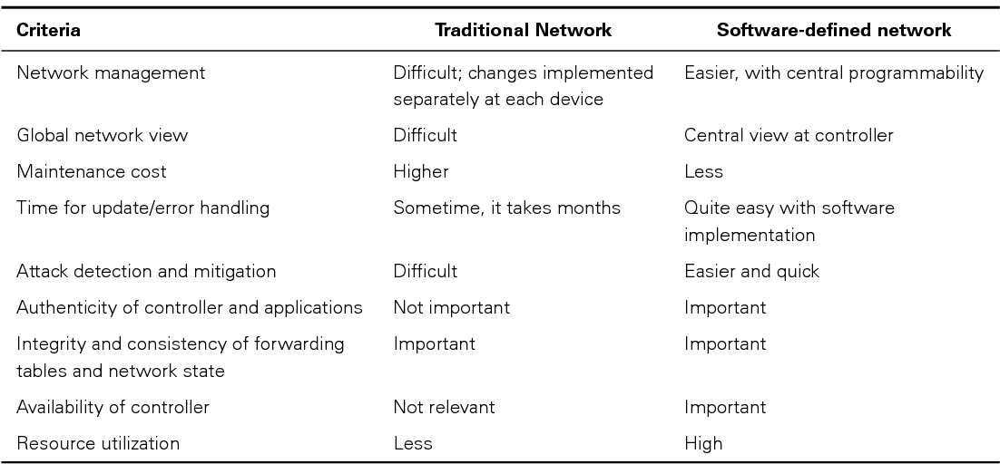 Criteria Traditional Network Software-defined network
Network management Difficult; changes implemented Easier, with central programmability
separately at each device
Global network view Difficult Central view at controller
Maintenance cost Higher Less
Time for update/error handling Sometime, it takes months Quite easy with software
implementation
Attack detection and mitigation Difficult Easier and quick
Authenticity of controller and applications Not important Important
Integrity and consistency of forwarding Important Important
tables and network state
Availability of controller Not relevant Important
Resource utilization Less High